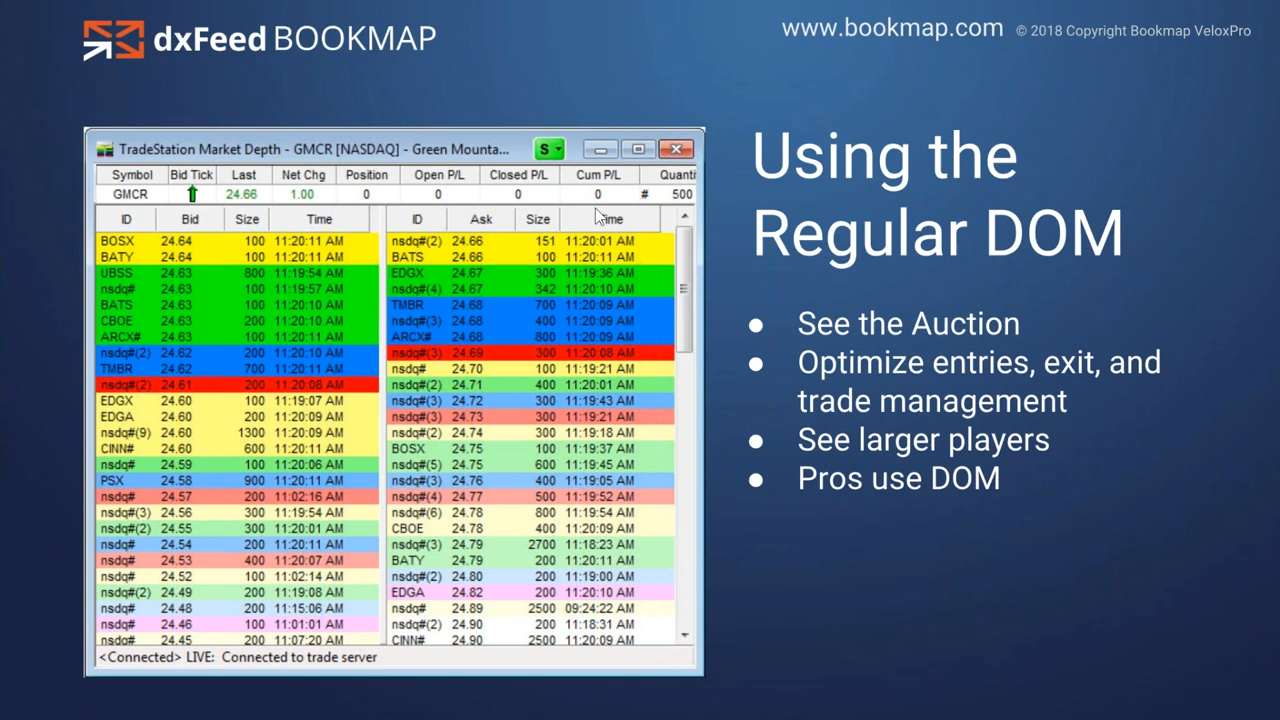 dxFeed BOOKMAP
www.bookmap.com © 2018 Copyright Bookmap VeloxPro
TradeStation Market Depth - GMCR [NASDAQ] - Green Mounta... S
Symbol Bid Tick Last Net Chg Position Open P/L Closed P/L Cum P/L Quanti
GMCR 24.66 1.00 0 0 0 0 # 500
ID Bid Size Time ID Ask Size Time
BOSX 24.64 100 11:20:11 AM nsdq#(2) 24.66 151 11:20:01 AM
BATY 24.64 100 11:20:11 AM BATS 24.66 100 11:20:11 AM
UBSS 24.63 800 11:19:54 AM EDGX 24.67 300 11:19:36 AM
nsdq# 24.63 100 11:19:57 AM nsdq#(4) 24.67 342 11:20:10 AM
BATS 24.63 100 11:20:10 AM TMBR 24.68 700 11:20:09 AM
CBOE 24.63 200 11:20:10 AM nsdq#(3) 24.68 400 11:20:09 AM
ARCX# 24.63 100 11:20:11 AM ARCX# 24.68 800 11:20:09 AM
nsdq#(2) 24.62 200 11:20:10 AM nsdq#(3) 24.69 300 11:20:08 AM
TMBR 24.62 700 11:20:11 AM nsdq# 24.70 100 11:19:21 AM
nsdq#(2) 24.61 200 11:20:08 AM nsdq#(2) 24.71 400 11:20:01 AM
EDGX 24.60 100 11:19:07 AM nsdq#(3) 24.72 300 11:19:43 AM
EDGA 24.60 200 11:20:09 AM nsdq#(3) 24.73 300 11:19:21 AM
nsdq#(9) 24.60 1300 11:20:09 AM nsdq#(2) 24.74 300 11:19:18 AM
CINN# 24.60 600 11:20:11 AM BOSX 24.75 100 11:19:37 AM
nsdq# 24.59 100 11:20:06 AM nsdq#(5) 24.75 600 11:19:45 AM
PSX 24.58 900 11:20:11 AM nsdq#(3) 24.76 400 11:19:05 AM
nsdq# 24.57 200 11:02:16 AM nsdq#(4) 24.77 500 11:19:52 AM
nsdq#(3) 24.56 300 11:19:54 AM nsdq#(6) 24.78 800 11:19:54 AM
nsdq#(2) 24.55 300 11:20:01 AM CBOE 24.78 400 11:20:09 AM
nsdq# 24.54 200 11:20:11 AM nsdq#(3) 24.79 2700 11:18:23 AM
nsdq# 24.53 400 11:20:07 AM BATY 24.79 200 11:20:11 AM
nsdq# 24.52 100 11:02:14 AM nsdq#(2) 24.80 200 11:19:00 AM
nsdq#(2) 24.49 200 11:19:08 AM EDGA 24.82 200 11:20:10 AM
nsdq# 24.48 200 11:15:06 AM nsdq# 24.89 2500 09:24:22 AM
nsdq# 24.46 100 11:01:01 AM nsdq#(2) 24.90 200 11:18:31 AM
nsdq# 24.45 200 11:07:20 AM CINN# 24.90 2500 11:20:09 AM
<Connected> LIVE: Connected to trade server
Using the
Regular DOM
● See the Auction
● Optimize entries, exit, and
trade management
● See larger players
● Pros use DOM